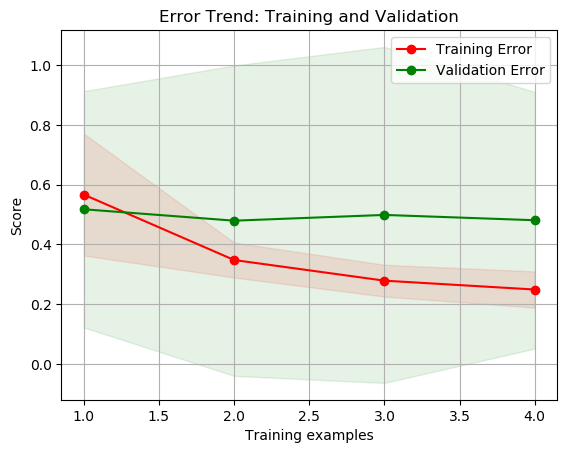 Error Trend: Training and Validation
Training Error
Validation Error
Score
1.0
0.8
0.6
0.4
0.2
0.0
1.0 1.5 2.0 2.5 3.0 3.5 4.0
Training examples